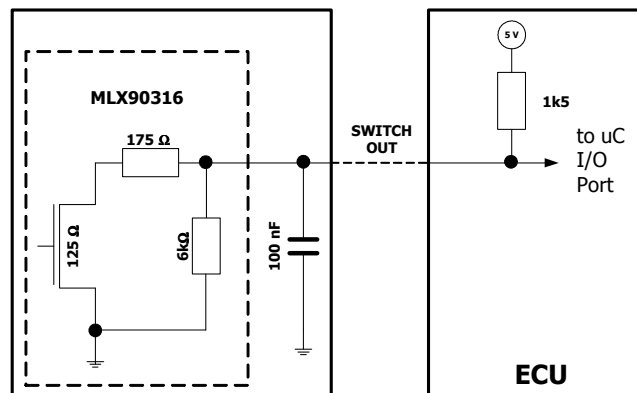 MLX90316
175 Ω
125 Ω
6kΩ
100 nF
SWITCH
OUT
5 V
1k5
to uC
I/O
Port
ECU